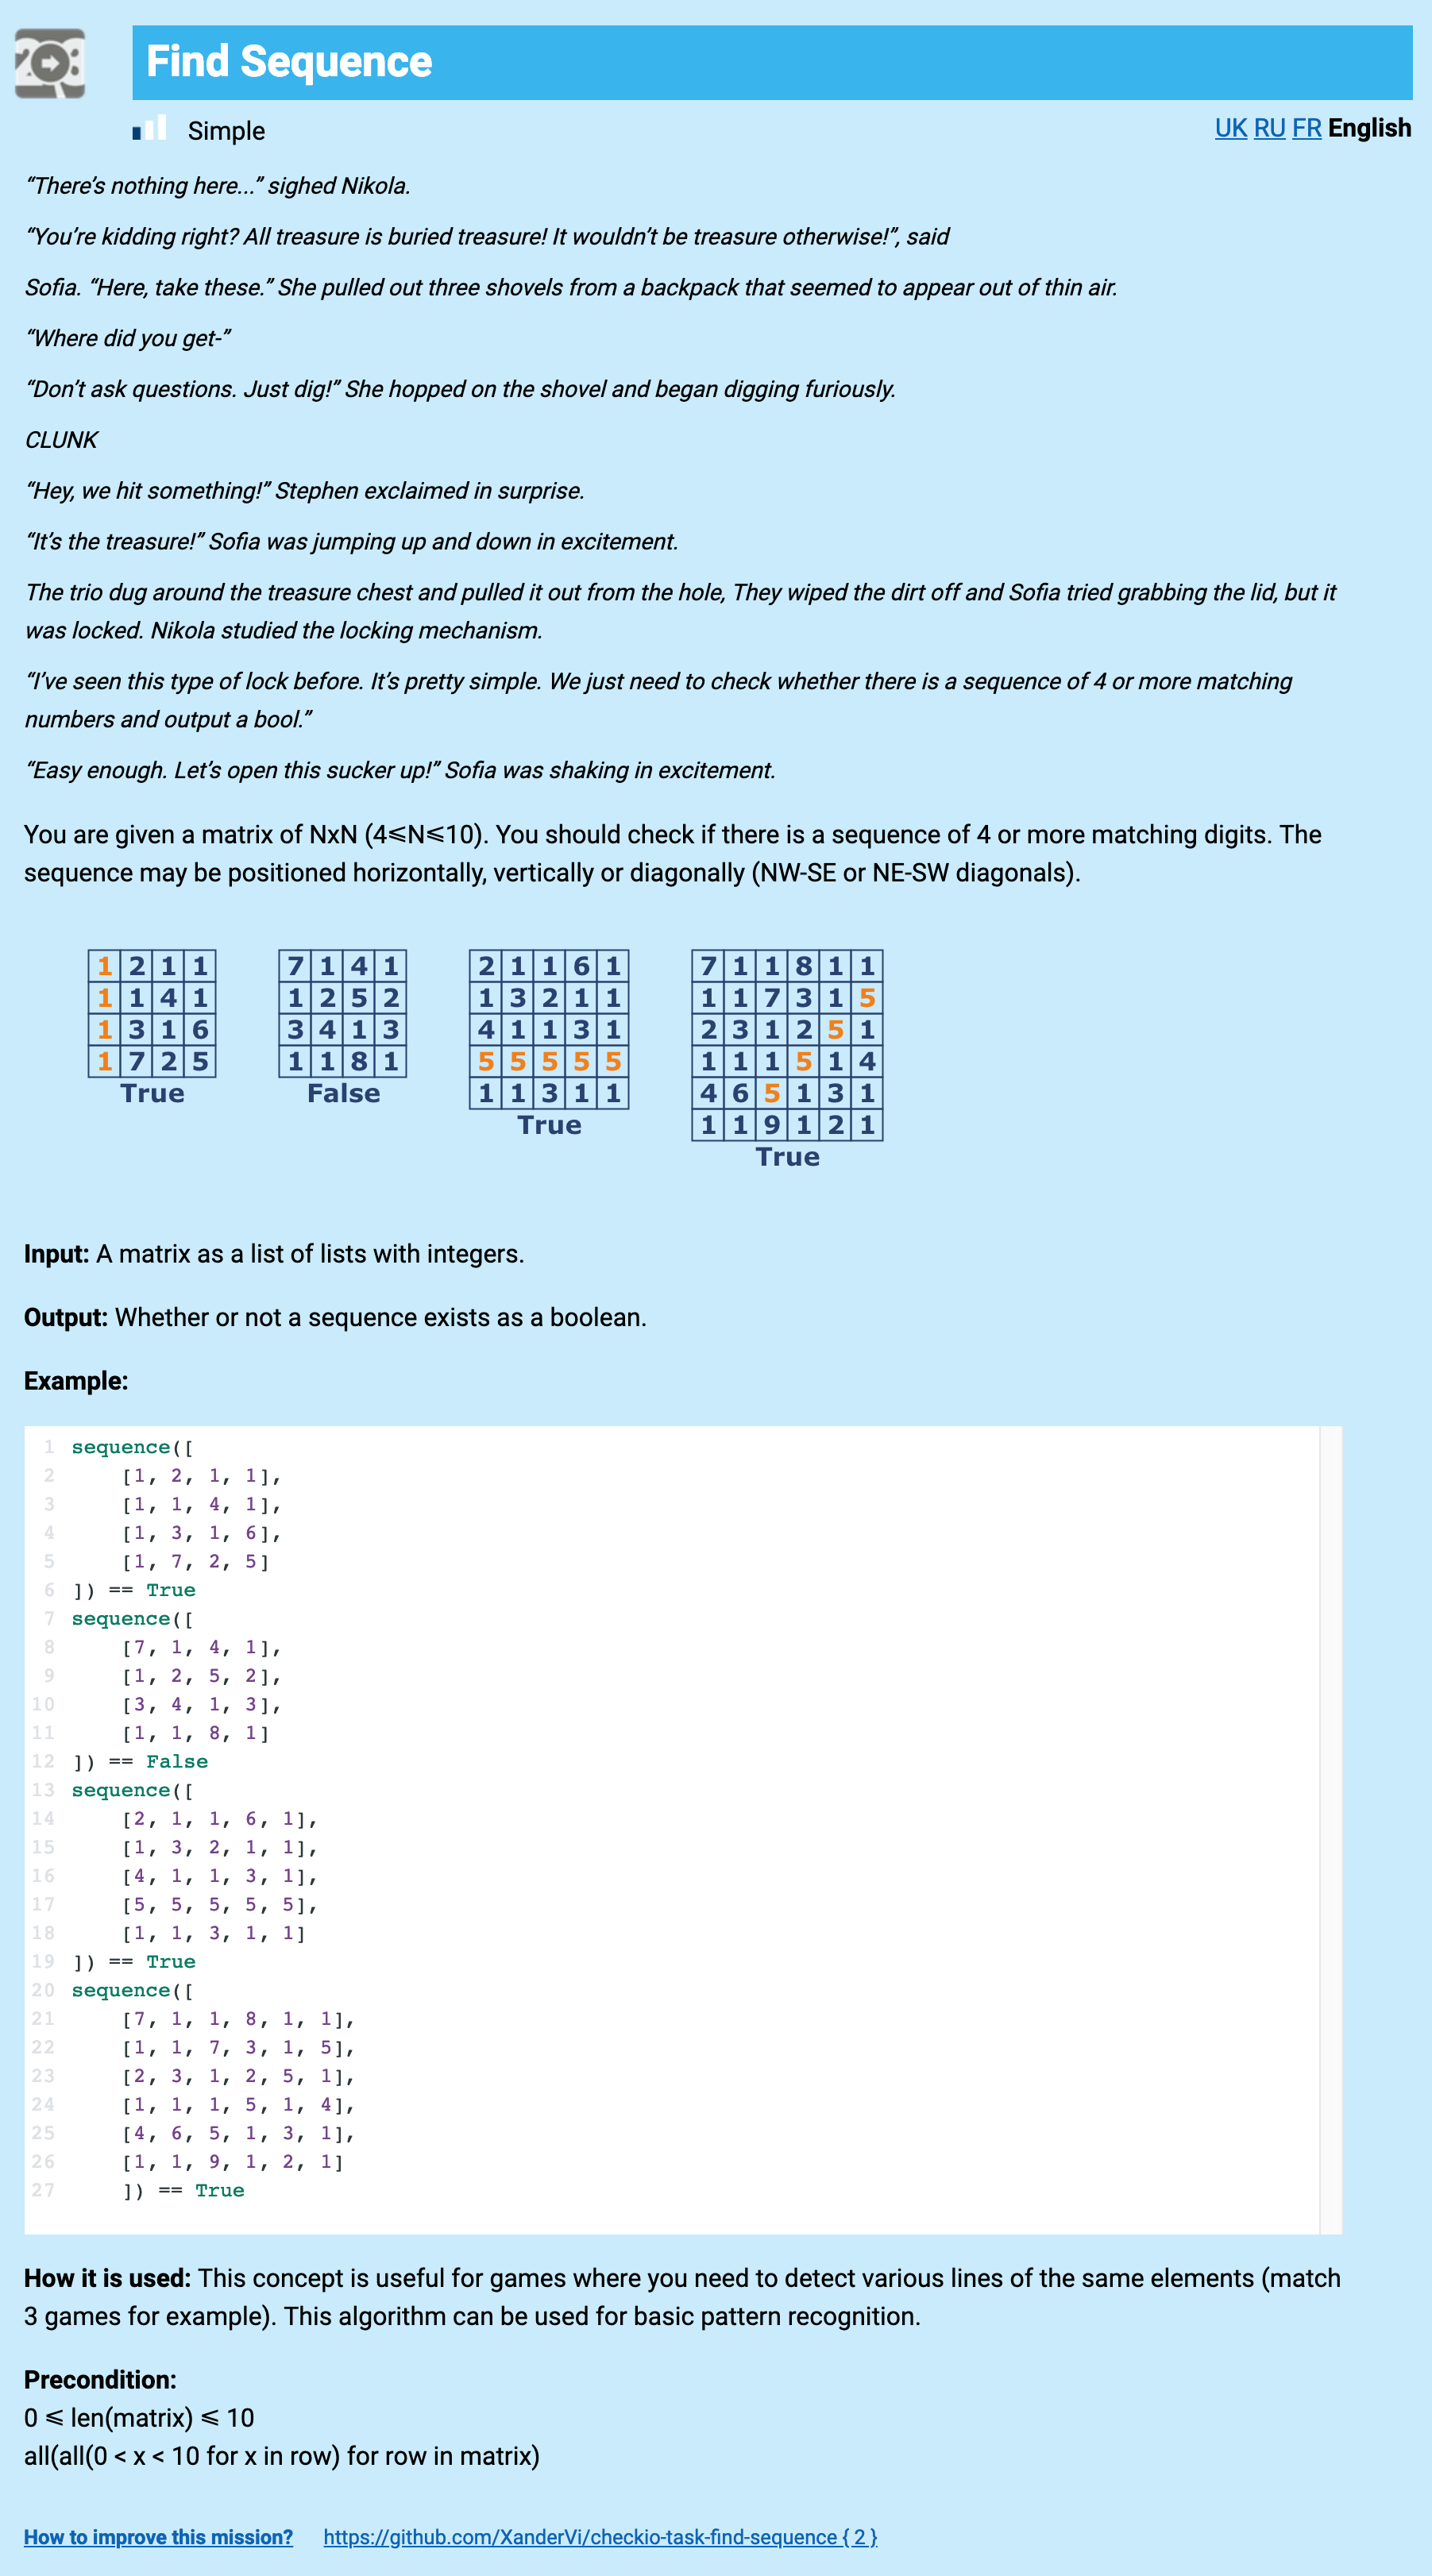 Find Sequence
Simple
UK RU FR English
“There’s nothing here...” sighed Nikola.
“You’re kidding right? All treasure is buried treasure! It wouldn’t be treasure otherwise!”, said
Sofia. “Here, take these.” She pulled out three shovels from a backpack that seemed to appear out of thin air.
“Where did you get-”
“Don’t ask questions. Just dig!” She hopped on the shovel and began digging furiously.
CLUNK
“Hey, we hit something!” Stephen exclaimed in surprise.
“It’s the treasure!” Sofia was jumping up and down in excitement.
The trio dug around the treasure chest and pulled it out from the hole, They wiped the dirt off and Sofia tried grabbing the lid, but it
was locked. Nikola studied the locking mechanism.
“I’ve seen this type of lock before. It’s pretty simple. We just need to check whether there is a sequence of 4 or more matching
numbers and output a bool.”
“Easy enough. Let’s open this sucker up!” Sofia was shaking in excitement.
You are given a matrix of NxN (4⩽N⩽10). You should check if there is a sequence of 4 or more matching digits. The
sequence may be positioned horizontally, vertically or diagonally (NW-SE or NE-SW diagonals).
1 2 1 1
1 1 4 1
1 3 1 6
1 7 2 5
True
7 1 4 1
1 2 5 2
3 4 1 3
1 1 8 1
False
2 1 1 6 1
1 3 2 1 1
4 1 1 3 1
5 5 5 5 5
1 1 3 1 1
True
7 1 1 8 1 1
1 1 7 3 1 5
2 3 1 2 5 1
1 1 1 5 1 4
4 6 5 1 3 1
1 1 9 1 2 1
True
Input: A matrix as a list of lists with integers.
Output: Whether or not a sequence exists as a boolean.
Example:
1 sequence([
2 [1, 2, 1, 1],
3 [1, 1, 4, 1],
4 [1, 3, 1, 6],
5 [1, 7, 2, 5]
6 ]) == True
7 sequence([
8 [7, 1, 4, 1],
9 [1, 2, 5, 2],
10 [3, 4, 1, 3],
11 [1, 1, 8, 1]
12 ]) == False
13 sequence([
14 [2, 1, 1, 6, 1],
15 [1, 3, 2, 1, 1],
16 [4, 1, 1, 3, 1],
17 [5, 5, 5, 5, 5],
18 [1, 1, 3, 1, 1]
19 ]) == True
20 sequence([
21 [7, 1, 1, 8, 1, 1],
22 [1, 1, 7, 3, 1, 5],
23 [2, 3, 1, 2, 5, 1],
24 [1, 1, 1, 5, 1, 4],
25 [4, 6, 5, 1, 3, 1],
26 [1, 1, 9, 1, 2, 1]
27 ]) == True
How it is used: This concept is useful for games where you need to detect various lines of the same elements (match
3 games for example). This algorithm can be used for basic pattern recognition.
Precondition:
0 ⩽ len(matrix) ⩽ 10
all(all(0 < x < 10 for x in row) for row in matrix)
How to improve this mission? https://github.com/XanderVi/checkio-task-find-sequence { 2 }